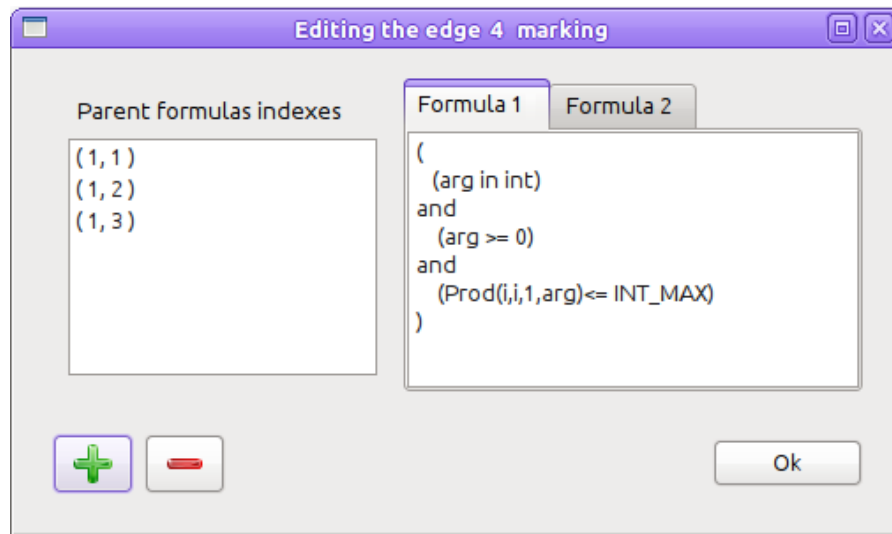 Editing the edge 4 marking
Parent formulas indexes
( 1, 1 )
( 1, 2 )
( 1, 3 )
Formula 1
Formula 2
(
(arg in int)
and
(arg >= 0)
and
(Prod(i,i,1,arg)<= INT_MAX)
)
Ok